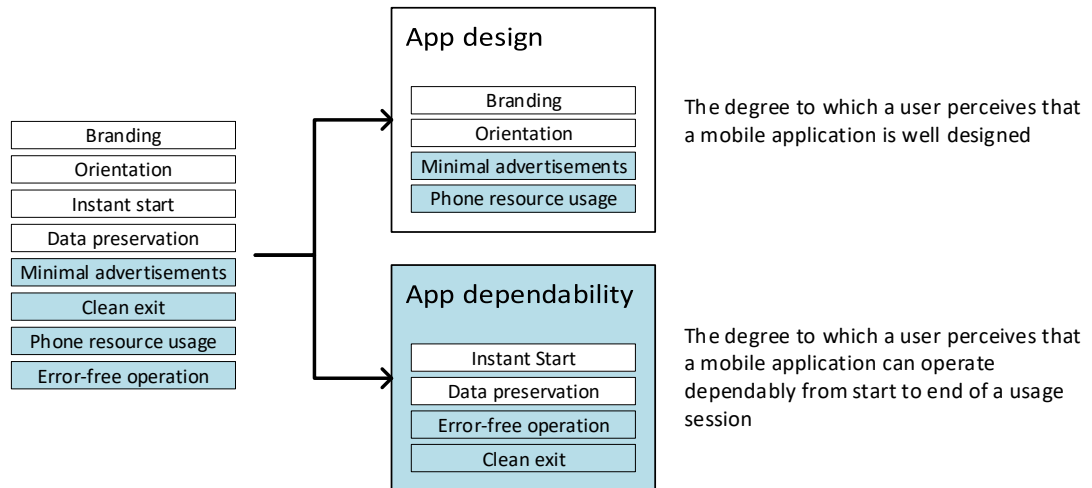 Branding
Orientation
Instant start
Data preservation
Minimal advertisements
Clean exit
Phone resource usage
Error-free operation
App design
Branding
Orientation
Minimal advertisements
Phone resource usage
The degree to which a user perceives that
a mobile application is well designed
App dependability
Instant Start
Data preservation
Error-free operation
Clean exit
The degree to which a user perceives that
a mobile application can operate
dependably from start to end of a usage
session